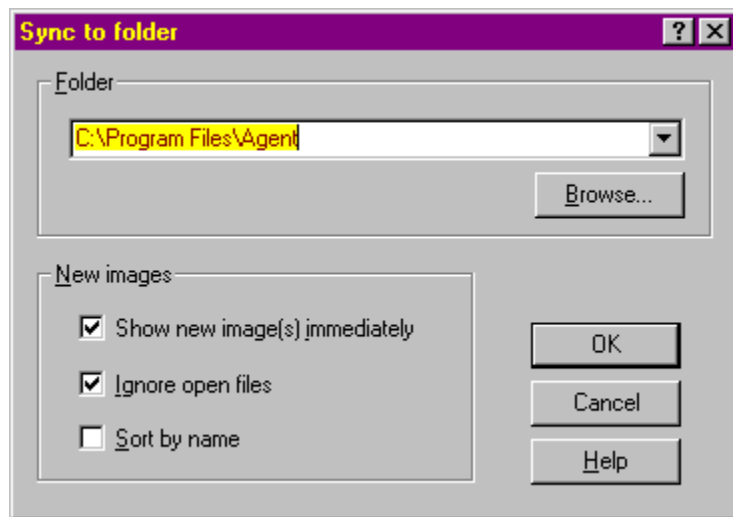 Sync to folder
Folder
C:\Program Files\Agent
Browse...
New images
Show new image(s) immediately
Ignore open files
Sort by name
OK
Cancel
Help